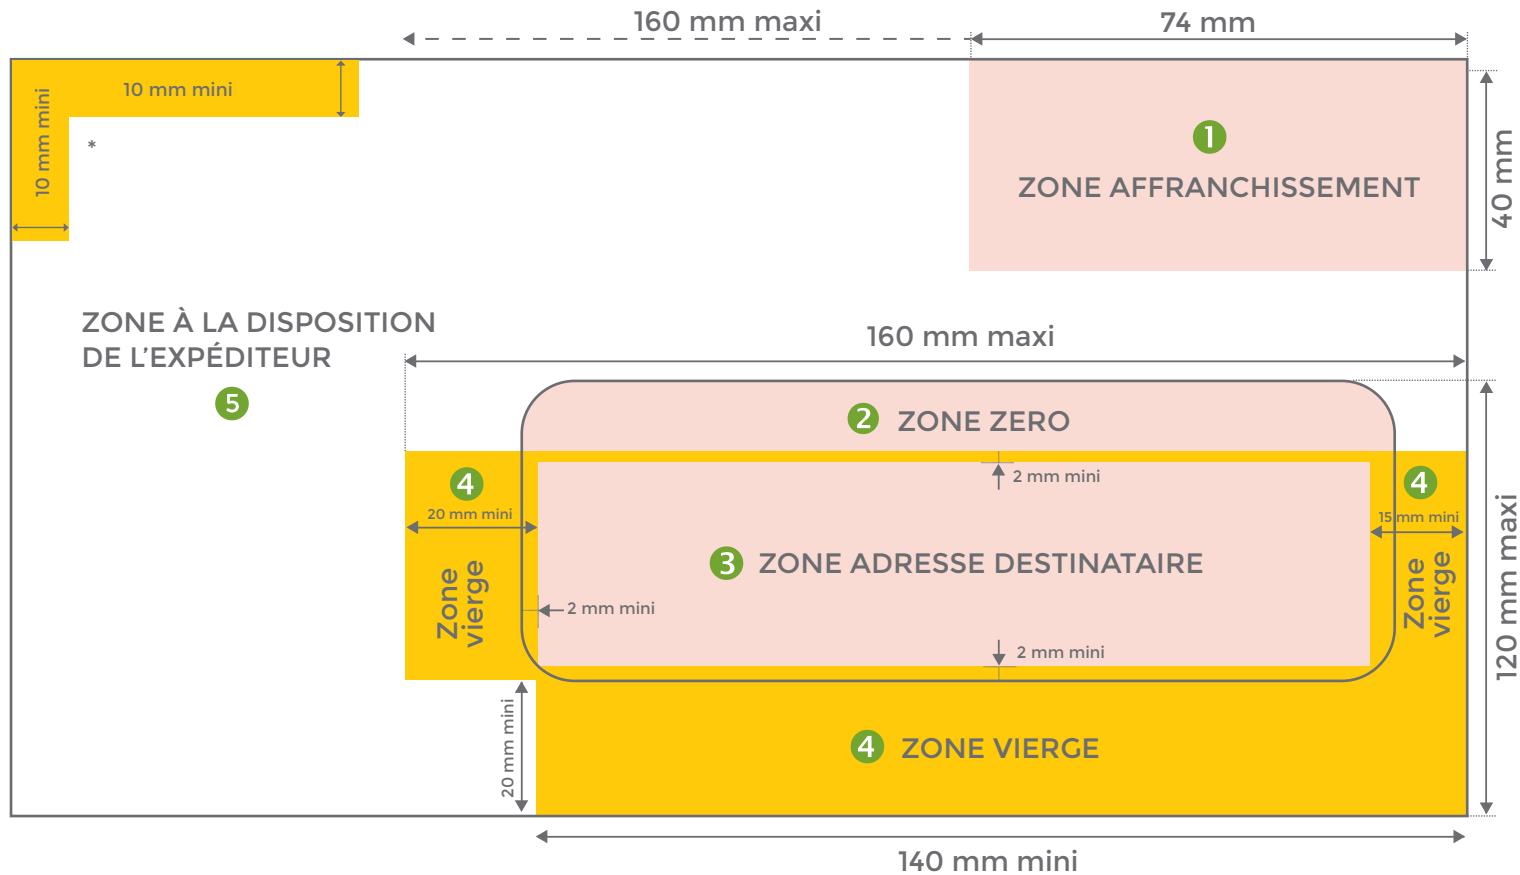 160 mm maxi
74 mm
10 mm mini
10 mm mini
*
1
ZONE AFFRANCHISSEMENT
40 mm
ZONE À LA DISPOSITION
DE L'EXPÉDITEUR
5
160 mm maxi
2 ZONE ZERO
4
20 mm mini
Zone
vierge
2 mm mini
4
15 mm mini
Zone
vierge
3 ZONE ADRESSE DESTINATAIRE
2 mm mini
2 mm mini
120 mm maxi
20 mm mini
4 ZONE VIERGE
140 mm mini